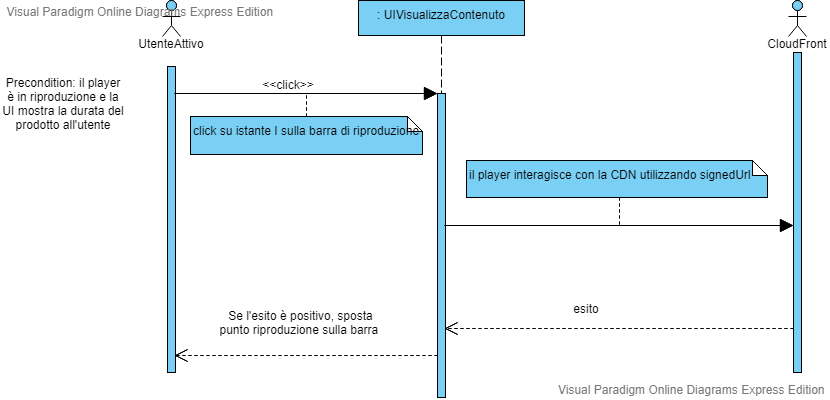 Visual Paradigm Online Diagrams Express Edition
: UIVisualizzaContenuto
UtenteAttivo
CloudFront
Precondition: il player
è in riproduzione e la
UI mostra la durata del
prodotto all'utente
<<click>>
click su istante I sulla barra di riproduzione
il player interagisce con la CDN utilizzando signedUrl
esito
Se l'esito è positivo, sposta
punto riproduzione sulla barra
Visual Paradigm Online Diagrams Express Edition